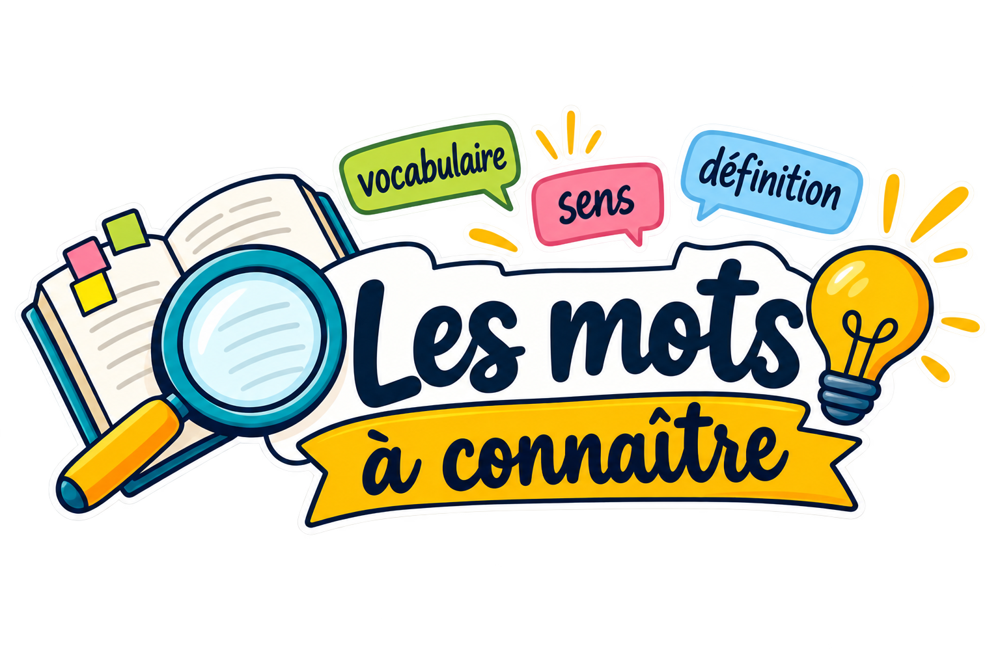 vocabulaire
sens
définition
Les mots
à connaître